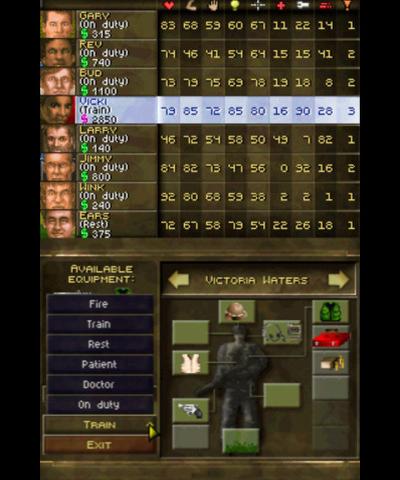 GARY 83 68 59 60 67 11 22 14 1
(On duty)
$ 315
REV 74 46 41 54 64 15 15 41 2
(On duty)
$ 740
BUD 73 79 75 69 78 19 18 8 2
(On duty)
$ 1100
VICKI 79 85 72 85 80 16 90 28 3
(Train)
$ 2850
LARRY 46 72 54 58 50 49 7 82 1
(On duty)
$ 140
JIMMY 84 82 73 47 56 0 92 16 2
(On duty)
$ 800
WINK 92 80 68 59 38 2 2 1 1
(On duty)
$ 240
EARS 72 67 58 79 54 22 26 18 1
(Rest)
$ 375
AVAILABLE
EQUIPMENT:
VICTORIA WATERS
Fire
Train
Rest
Patient
Doctor
On duty
TRAIN
EXIT